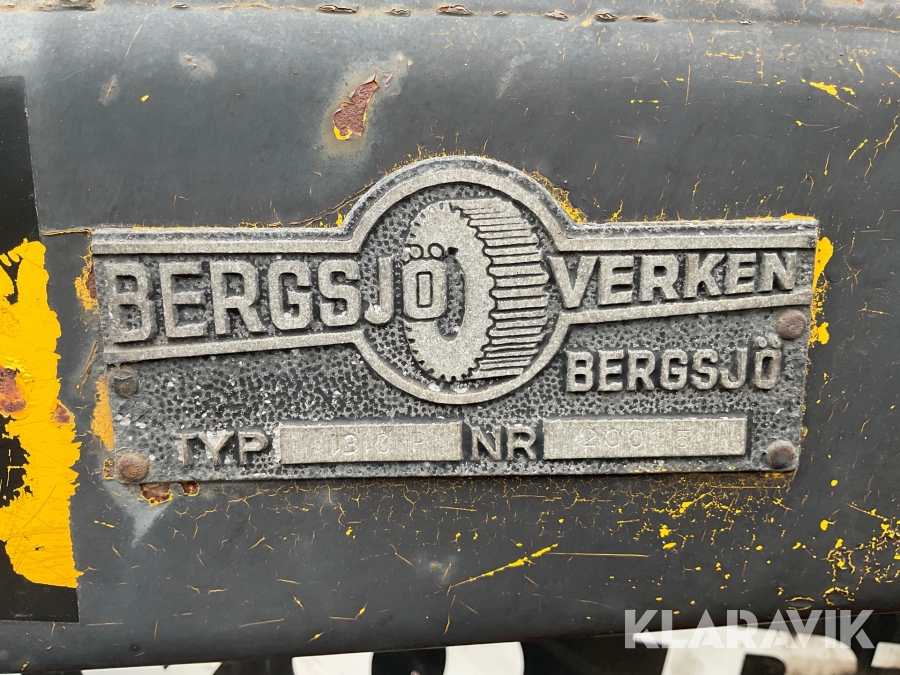 BERGSJÖ VERKEN
BERGSJÖ
TYP NR
KLARAVIK